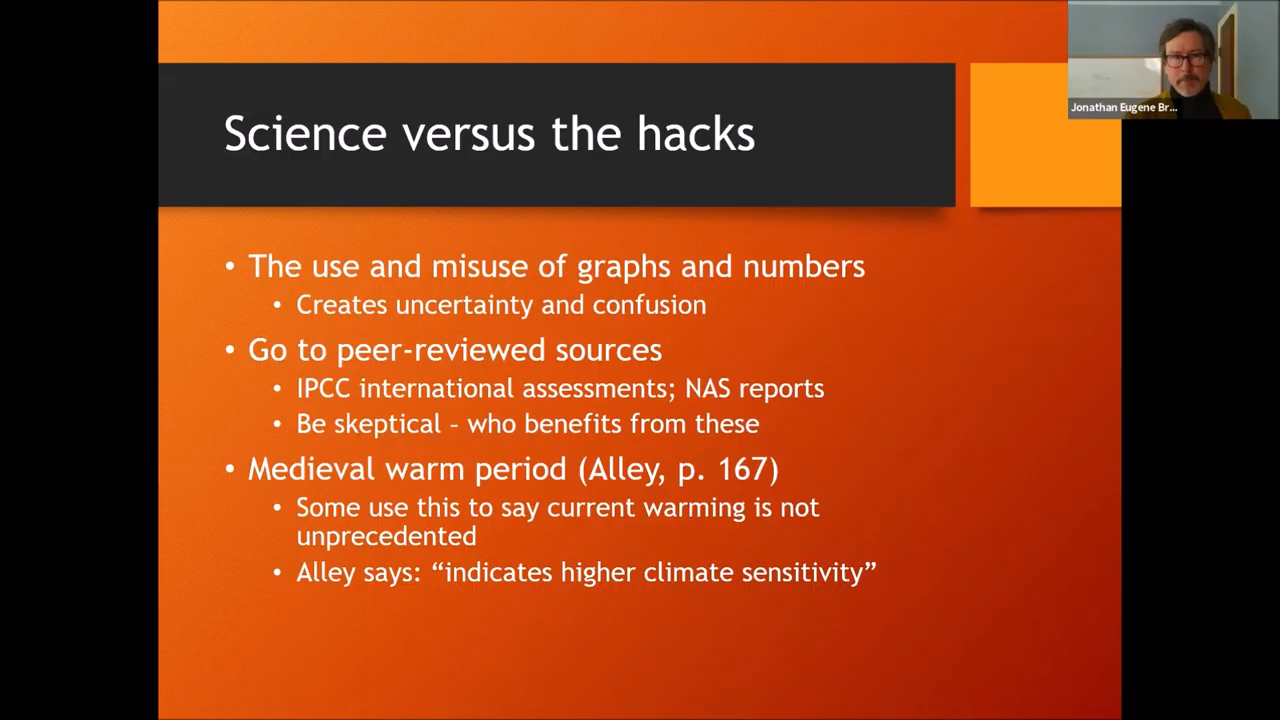 Jonathan Eugene Br...
Science versus the hacks
• The use and misuse of graphs and numbers
• Creates uncertainty and confusion
• Go to peer-reviewed sources
• IPCC international assessments; NAS reports
• Be skeptical – who benefits from these
• Medieval warm period (Alley, p. 167)
• Some use this to say current warming is not
unprecedented
• Alley says: “indicates higher climate sensitivity”